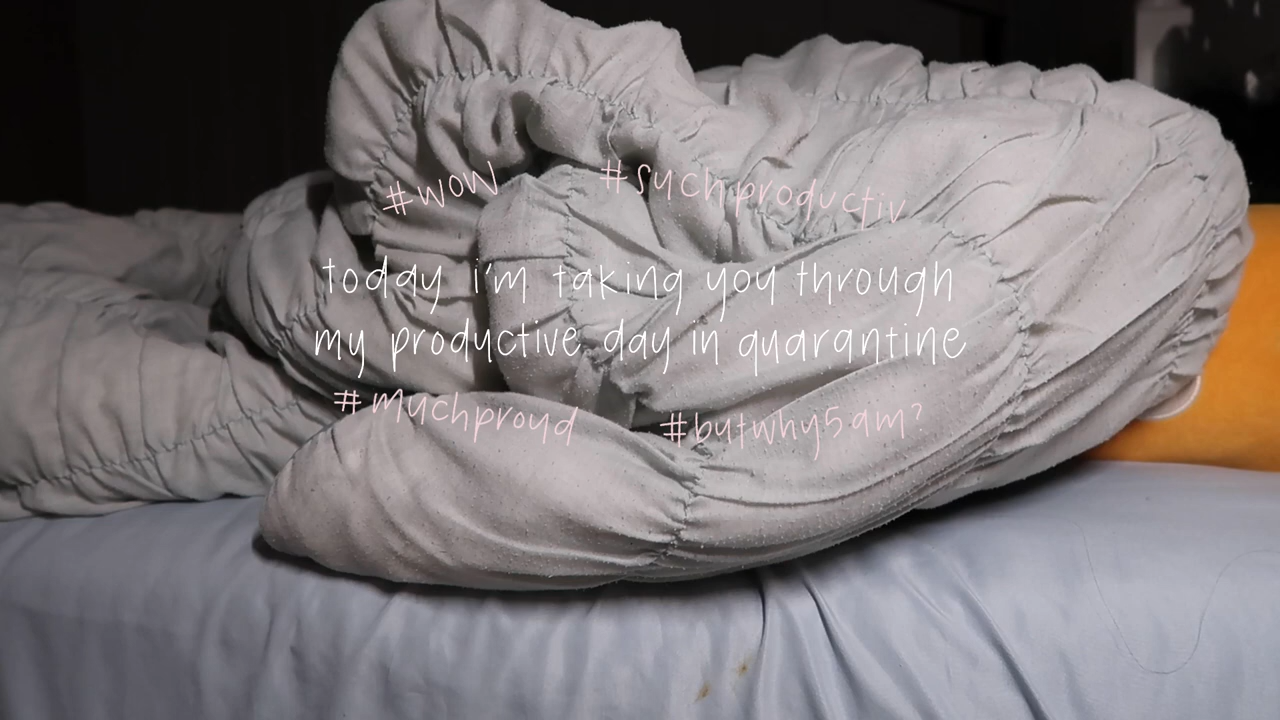 #wow #suchproductiv
today i'm taking you through
my productive day in quarantine
#muchproud #butwhy5am?